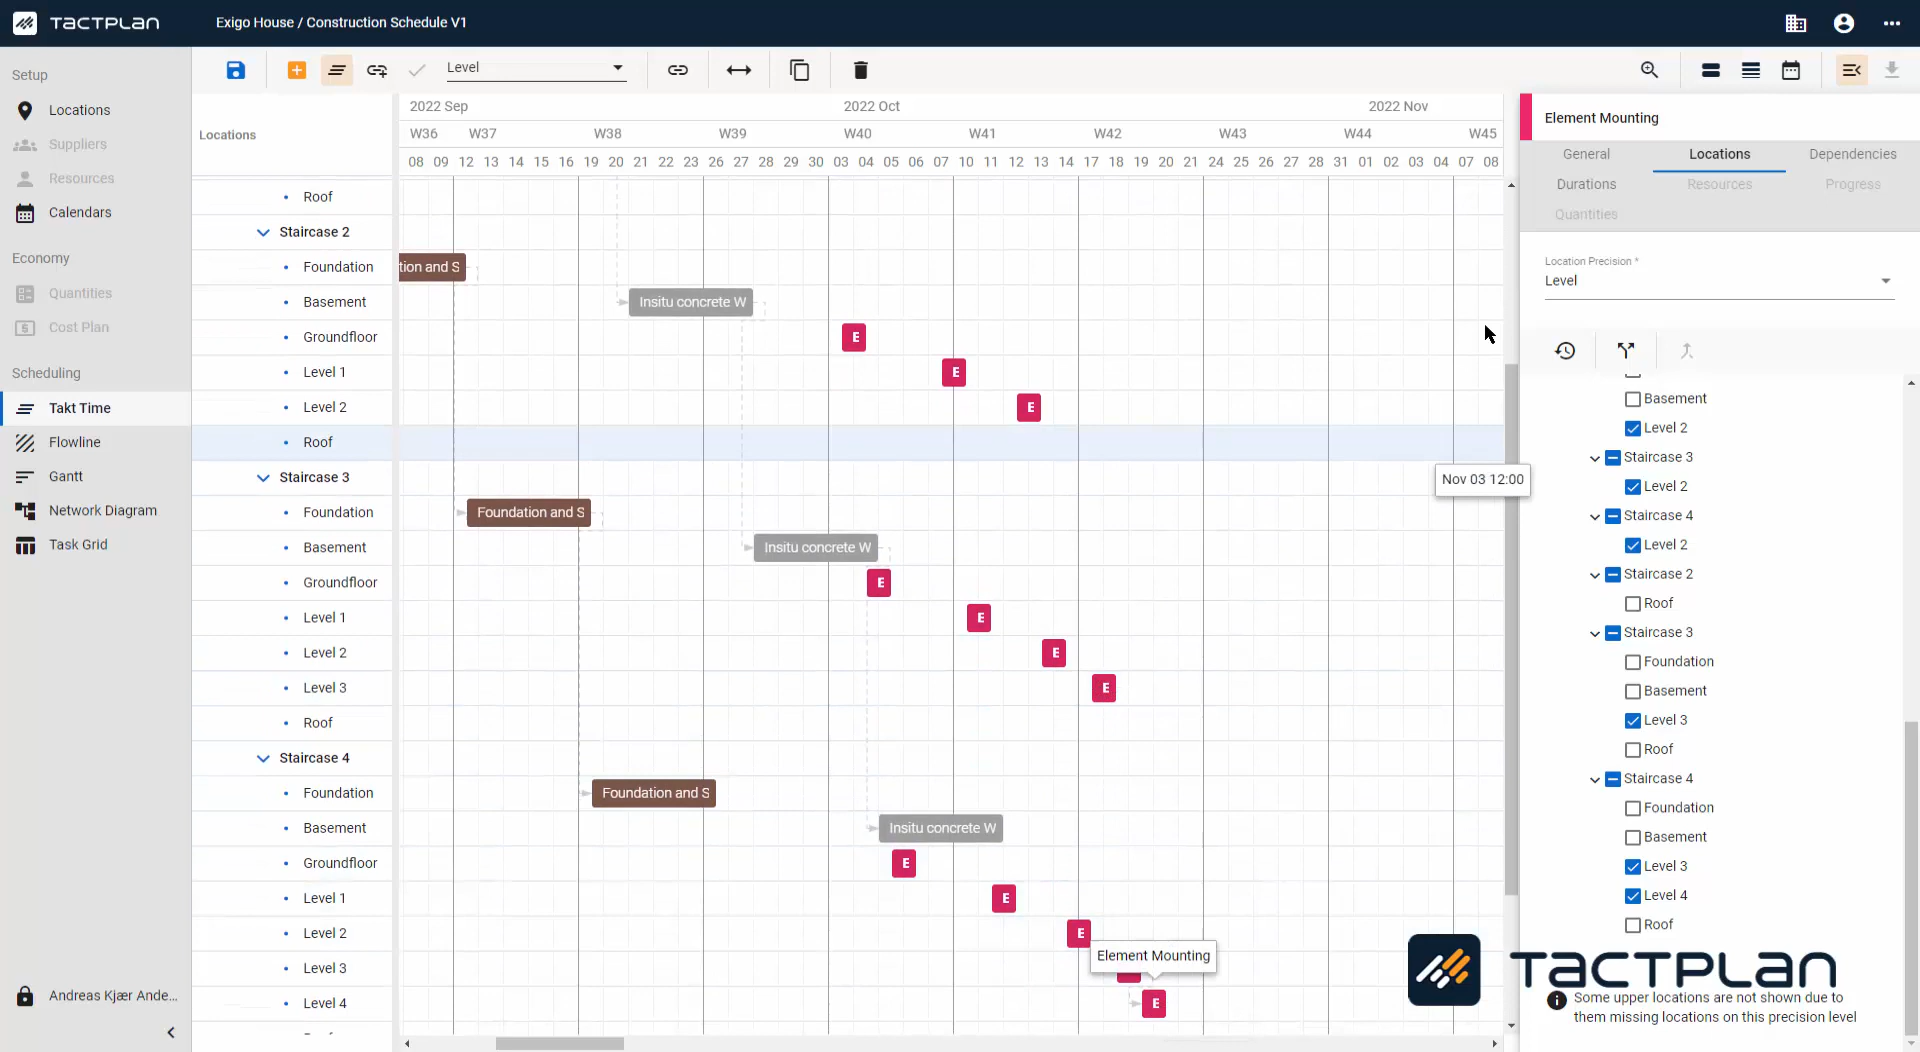 TACTPLAN
Exigo House / Construction Schedule V1
Setup
Locations
Suppliers
Resources
Calendars
Economy
Quantities
Cost Plan
Scheduling
Takt Time
Flowline
Gantt
Network Diagram
Task Grid
Andreas Kjær Ande...
Level
Locations
2022 Sep 2022 Oct 2022 Nov
W36 W37 W38 W39 W40 W41 W42 W43 W44 W45
08 09 12 13 14 15 16 19 20 21 22 23 26 27 28 29 30 03 04 05 06 07 10 11 12 13 14 17 18 19 20 21 24 25 26 27 28 31 01 02 03 04 07 08
Roof
Staircase 2
Foundation tion and S
Basement Insitu concrete W
Groundfloor E
Level 1 E
Level 2 E
Roof
Nov 03 12:00
Staircase 3
Foundation Foundation and S
Basement Insitu concrete W
Groundfloor E
Level 1 E
Level 2 E
Level 3 E
Roof
Staircase 4
Foundation Foundation and S
Basement Insitu concrete W
Groundfloor E
Level 1 E
Level 2 E
Element Mounting
Level 3
Level 4 E
Element Mounting
General Locations Dependencies
Durations Resources Progress
Quantities
Location Precision *
Level
Basement
Level 2
Staircase 3
Level 2
Staircase 4
Level 2
Staircase 2
Roof
Staircase 3
Foundation
Basement
Level 3
Roof
Staircase 4
Foundation
Basement
Level 3
Level 4
Roof
TACTPLAN
Some upper locations are not shown due to
them missing locations on this precision level